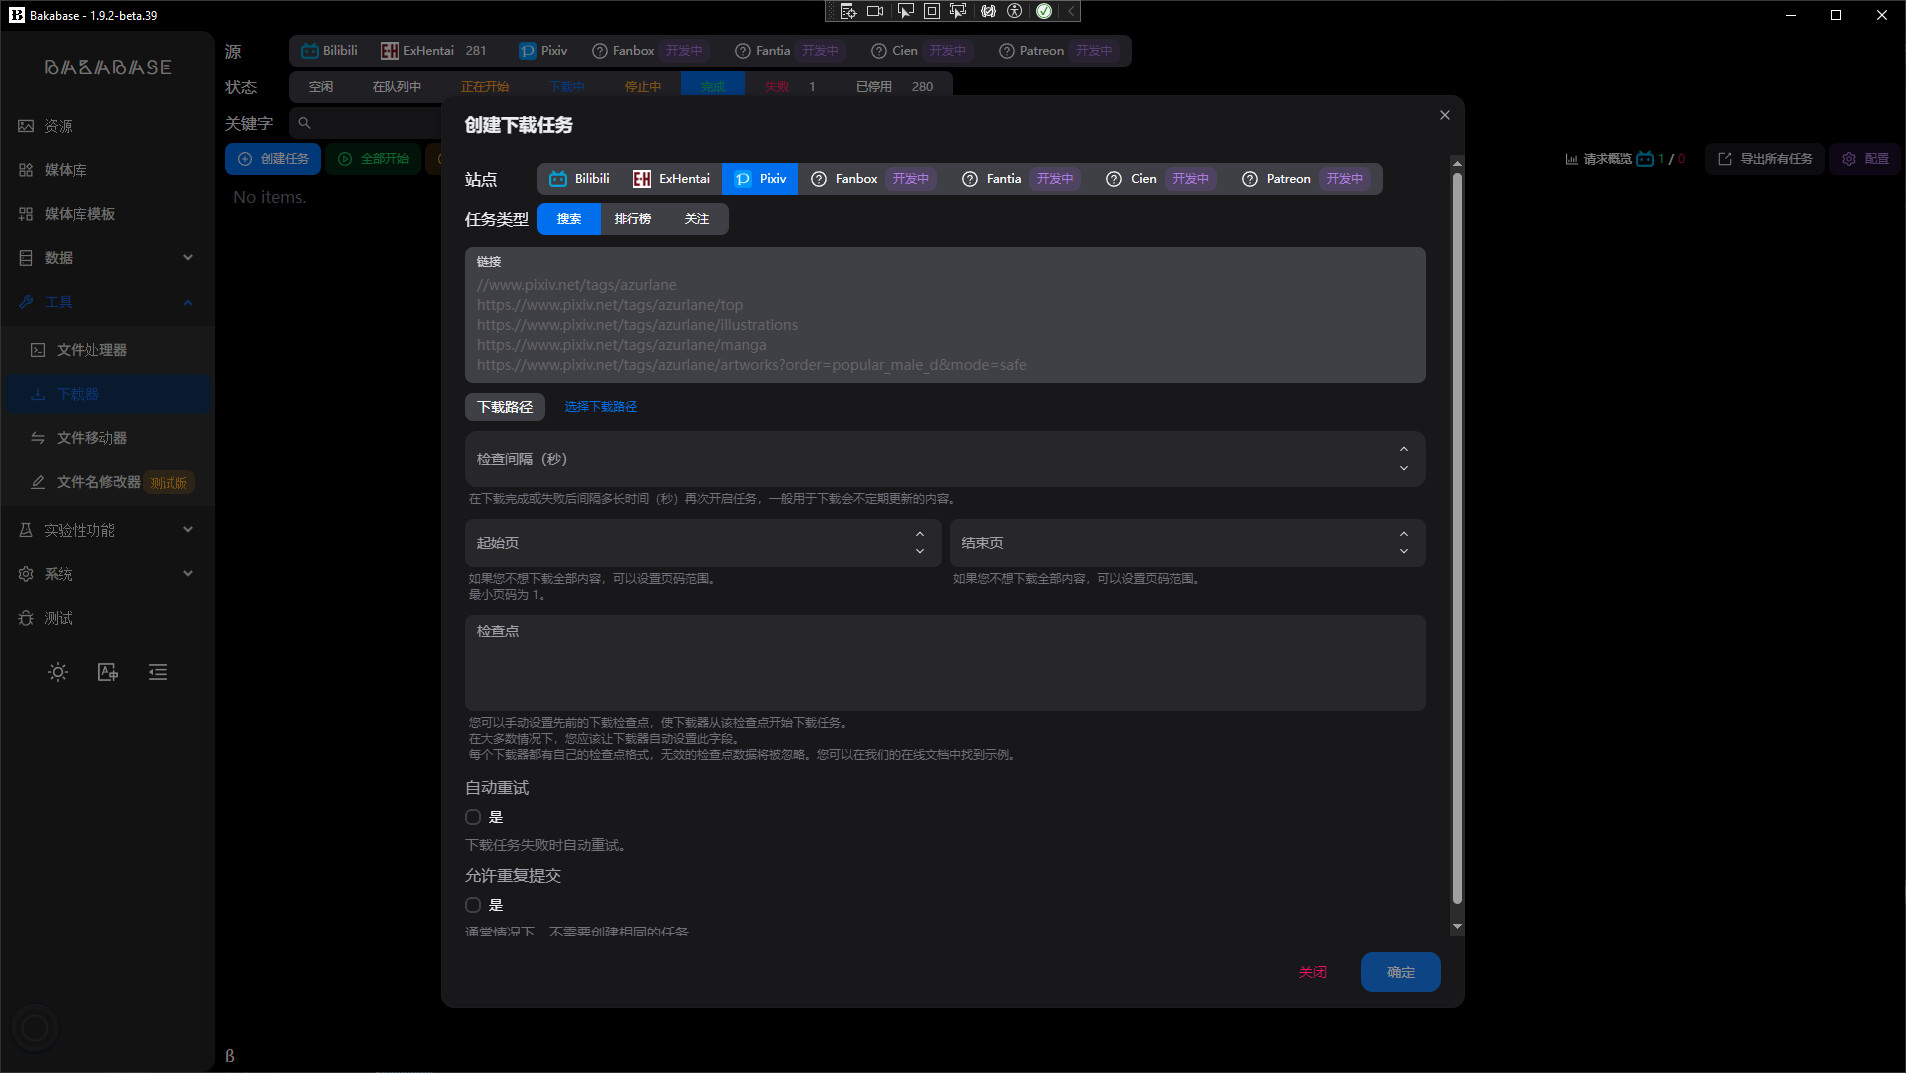 Bakabase - 1.9.2-beta.39
BAKABASE
资源
媒体库
媒体库模板
数据
工具
文件处理器
下载器
文件移动器
文件名修改器 测试版
实验性功能
系统
测试
源 Bilibili ExHentai 281 Pixiv Fanbox 开发中 Fantia 开发中 Cien 开发中 Patreon 开发中
状态 空闲 在队列中 正在开始 下载中 停止中 完成 失败 1 已停用 280
关键字
创建任务 全部开始
请求概览 1 / 0 导出所有任务 配置
No items.
创建下载任务
站点 Bilibili ExHentai Pixiv Fanbox 开发中 Fantia 开发中 Cien 开发中 Patreon 开发中
任务类型 搜索 排行榜 关注
链接
//www.pixiv.net/tags/azurlane
https://www.pixiv.net/tags/azurlane/top
https://www.pixiv.net/tags/azurlane/illustrations
https://www.pixiv.net/tags/azurlane/manga
https://www.pixiv.net/tags/azurlane/artworks?order=popular_male_d&mode=safe
下载路径 选择下载路径
检查间隔（秒）
在下载完成或失败后间隔多长时间（秒）再次开启任务，一般用于下载会不定期更新的内容。
起始页 结束页
如果您不想下载全部内容，可以设置页码范围。 如果您不想下载全部内容，可以设置页码范围。
最小页码为 1。
检查点
您可以手动设置先前的下载检查点，使下载器从该检查点开始下载任务。
在大多数情况下，您应该让下载器自动设置此字段。
每个下载器都有自己的检查点格式，无效的检查点数据将被忽略。您可以在我们的在线文档中找到示例。
自动重试
是
下载任务失败时自动重试。
允许重复提交
是
通常情况下，不需要创建相同的任务
关闭 确定
β